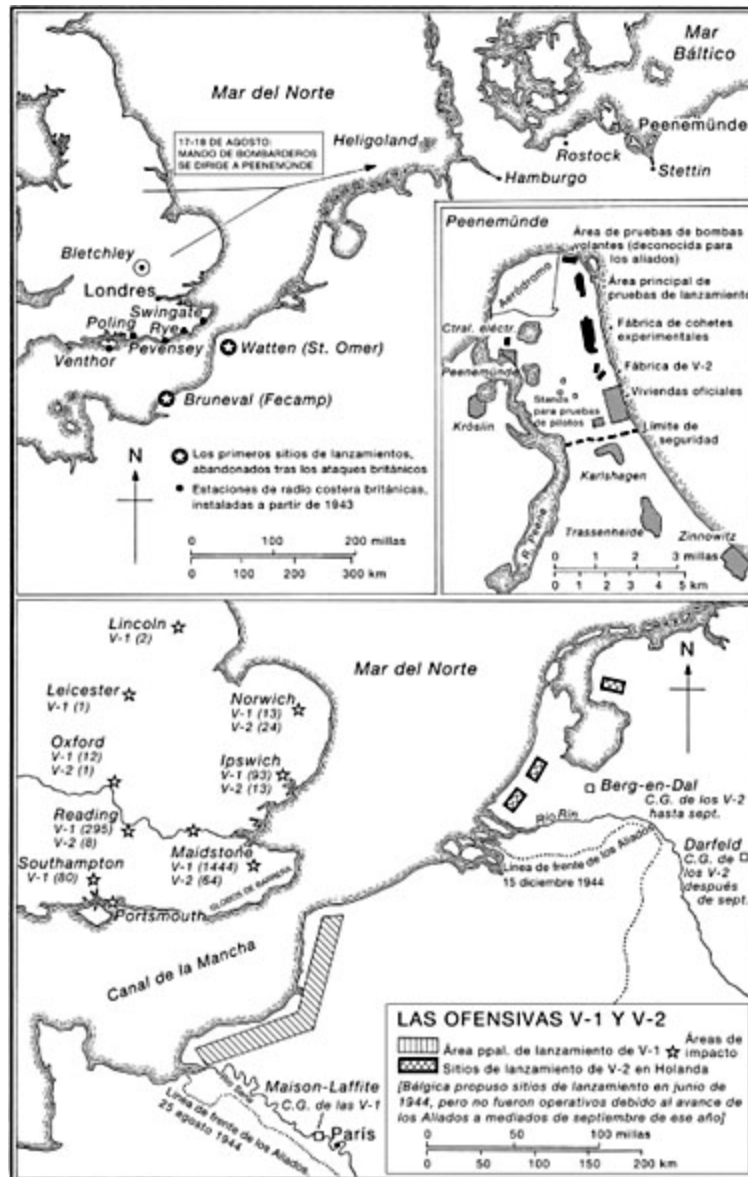 Mar del Norte
Mar
Báltico
17-18 DE AGOSTO:
MANDO DE BOMBARDEROS
SE DIRIGE A PEENEMÜNDE
Heligoland
Peenemünde
Rostock
Stettin
Hamburgo
Bletchley
Londres
Swingate
Poling
Rye
Pevensey
Venthor
Watten (St. Omer)
Bruneval (Fecamp)
Los primeros sitios de lanzamientos,
abandonados tras los ataques británicos
Estaciones de radio costera británicas,
instaladas a partir de 1943
N
0 100 200 millas
0 100 200 300 km
Peenemünde
Área de pruebas de bombas
volantes (deconocida para
los aliados)
Aeródromo
Área principal de
pruebas de lanzamiento
Ctral. eléctr.
Fábrica de cohetes
experimentales
Peenemünde
Fábrica de V-2
Viviendas oficiales
Kröslin
Stands
para pruebas
de pilotos
Límite de
seguridad
Karlshagen
R. Peene
Trassenheide
Zinnowitz
0 1 2 3 millas
0 1 2 3 4 5 km
Lincoln
V-1 (2)
Mar del Norte
N
Leicester
V-1 (1)
Norwich
V-1 (13)
V-2 (24)
Oxford
V-1 (12)
V-2 (1)
Ipswich
V-1 (93)
V-2 (13)
Berg-en-Dal
C.G. de los V-2
hasta sept.
Río Rin
Reading
V-1 (295)
V-2 (8)
Maidstone
V-1 (1444)
V-2 (64)
Southampton
V-1 (80)
GLOBOS DE BARRERA
Portsmouth
Línea de frente de los Aliados
15 diciembre 1944
Darfeld
C.G. de
los V-2
después
de sept.
Canal de la Mancha
LAS OFENSIVAS V-1 Y V-2
Área ppal. de lanzamiento de V-1
Áreas de
impacto
Sitios de lanzamiento de V-2 en Holanda
[Bélgica propuso sitios de lanzamiento en junio de
1944, pero no fueron operativos debido al avance de
los Aliados a mediados de septiembre de ese año]
0 50 100 millas
0 50 100 150 200 km
Maison-Laffite
C.G. de las V-1
París
Línea de frente de los Aliados
25 agosto 1944